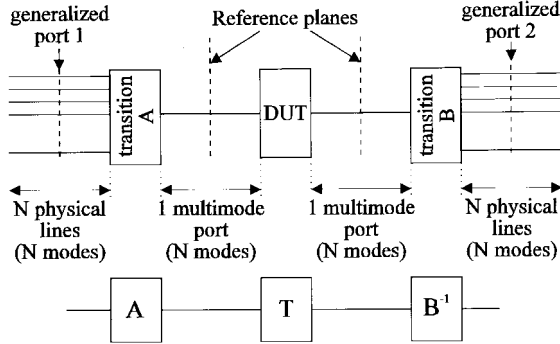 generalized
port 1
Reference planes
generalized
port 2
transition
A
DUT
transition
B
N physical
lines
(N modes)
1 multimode
port
(N modes)
1 multimode
port
(N modes)
N physical
lines
(N modes)
A
T
B⁻¹